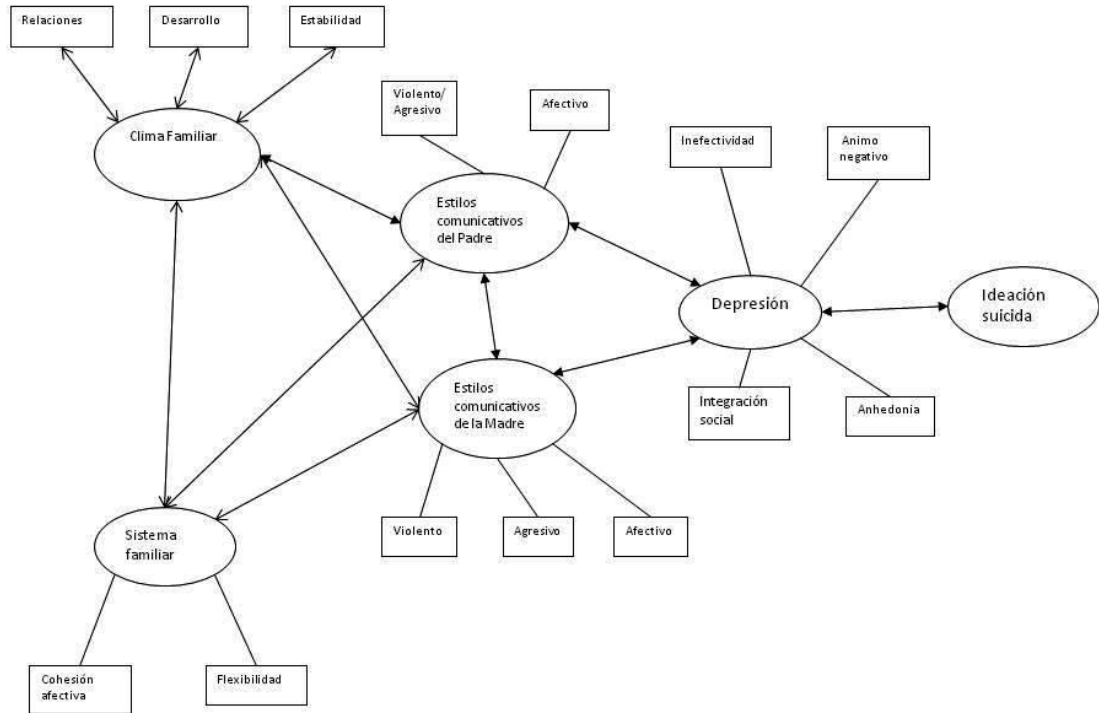 Relaciones
Desarrollo
Estabilidad
Clima Familiar
Violento/
Agresivo
Afectivo
Inefectividad
Animo
negativo
Estilos
comunicativos
del Padre
Depresión
Ideación
suicida
Estilos
comunicativos
de la Madre
Integración
social
Anhedonia
Violento
Agresivo
Afectivo
Sistema
familiar
Cohesión
afectiva
Flexibilidad